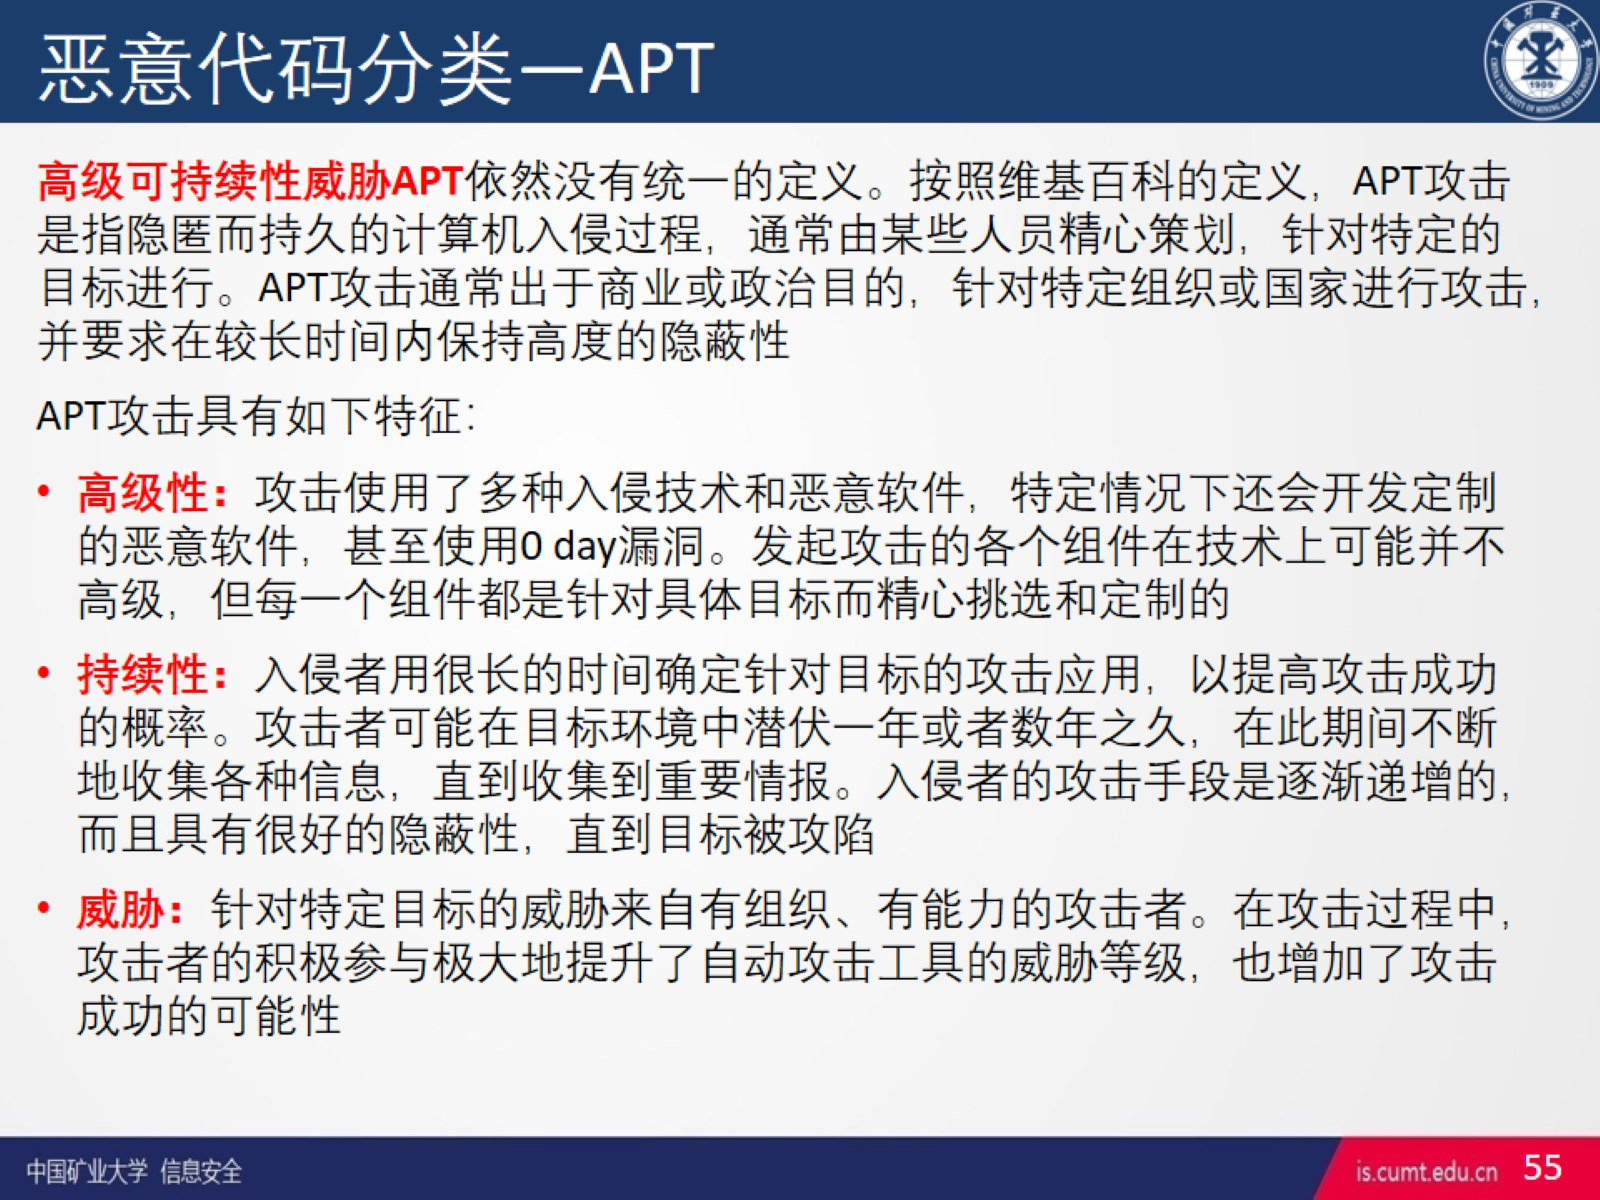 恶意代码分类—APT
高级可持续性威胁APT依然没有统一的定义。按照维基百科的定义，APT攻击
是指隐匿而持久的计算机入侵过程，通常由某些人员精心策划，针对特定的
目标进行。APT攻击通常出于商业或政治目的，针对特定组织或国家进行攻击，
并要求在较长时间内保持高度的隐蔽性
APT攻击具有如下特征：
• 高级性：攻击使用了多种入侵技术和恶意软件，特定情况下还会开发定制
的恶意软件，甚至使用0 day漏洞。发起攻击的各个组件在技术上可能并不
高级，但每一个组件都是针对具体目标而精心挑选和定制的
• 持续性：入侵者用很长的时间确定针对目标的攻击应用，以提高攻击成功
的概率。攻击者可能在目标环境中潜伏一年或者数年之久，在此期间不断
地收集各种信息，直到收集到重要情报。入侵者的攻击手段是逐渐递增的，
而且具有很好的隐蔽性，直到目标被攻陷
• 威胁：针对特定目标的威胁来自有组织、有能力的攻击者。在攻击过程中，
攻击者的积极参与极大地提升了自动攻击工具的威胁等级，也增加了攻击
成功的可能性
中国矿业大学 信息安全
is.cumt.edu.cn 55
中国矿业大学
CHINA UNIVERSITY OF MINING AND TECHNOLOGY
1909